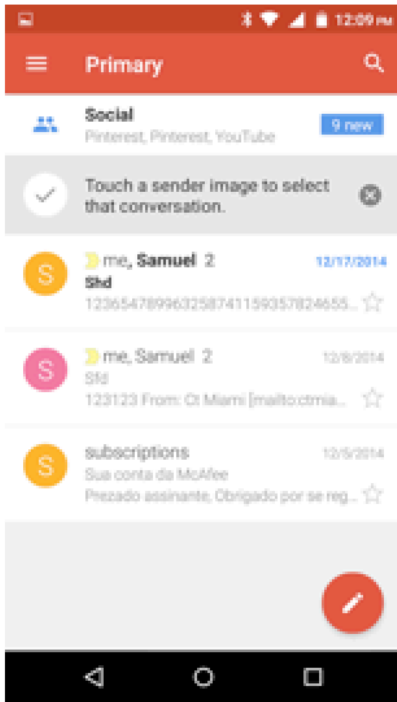 12:09 PM
Primary
Social
9 new
Pinterest, Pinterest, YouTube
Touch a sender image to select
that conversation.
S
me, Samuel 2
12/17/2014
Shd
S
me, Samuel 2
12/8/2014
Sfd
123123 From: Ct Miami [mailto:ctmia...
S
subscriptions
12/5/2014
Sua conta da McAfee
Prezado assinante, Obrigado por se reg...